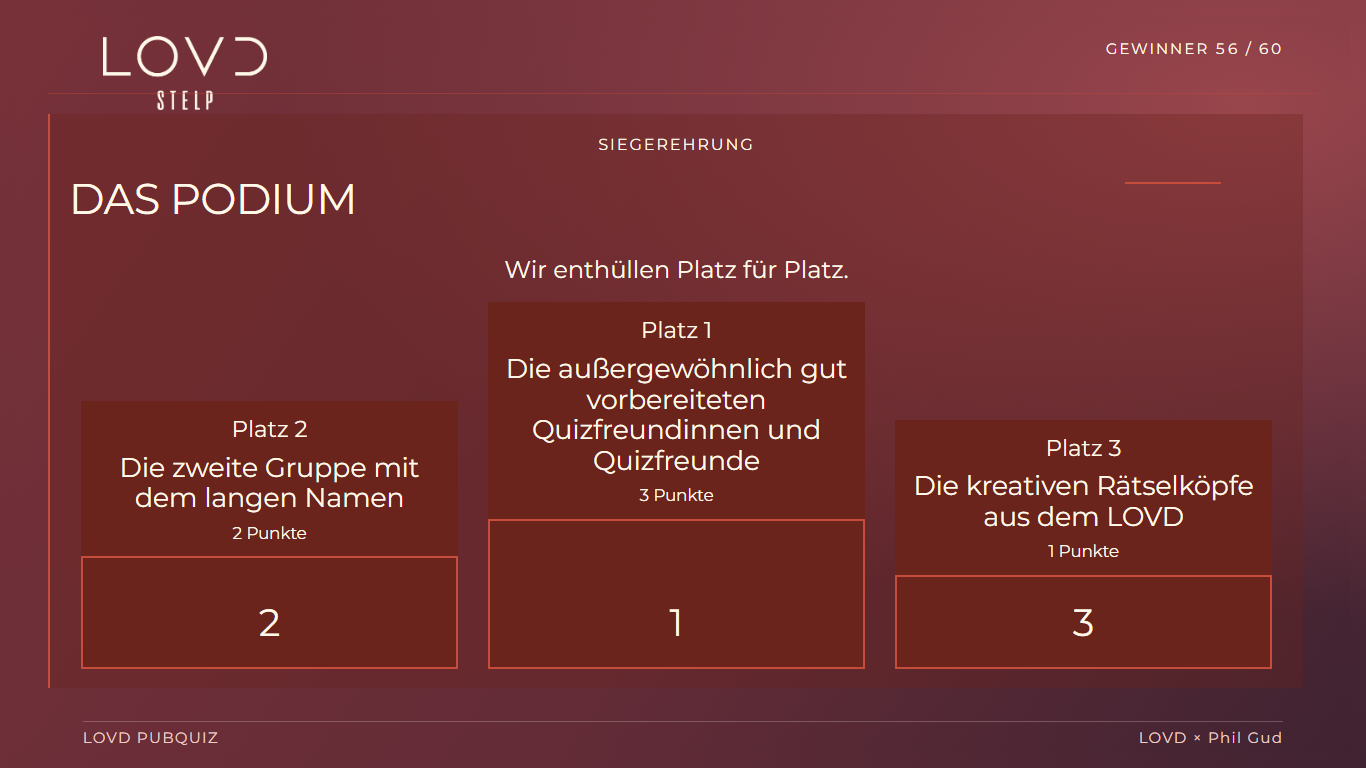 LOVD
STELP
GEWINNER 56 / 60
SIEGEREHRUNG
DAS PODIUM
Wir enthüllen Platz für Platz.
Platz 2
Die zweite Gruppe mit
dem langen Namen
2 Punkte
2
Platz 1
Die außergewöhnlich gut
vorbereiteten
Quizfreundinnen und
Quizfreunde
3 Punkte
1
Platz 3
Die kreativen Rätselköpfe
aus dem LOVD
1 Punkte
3
LOVD PUBQUIZ
LOVD × Phil Gud